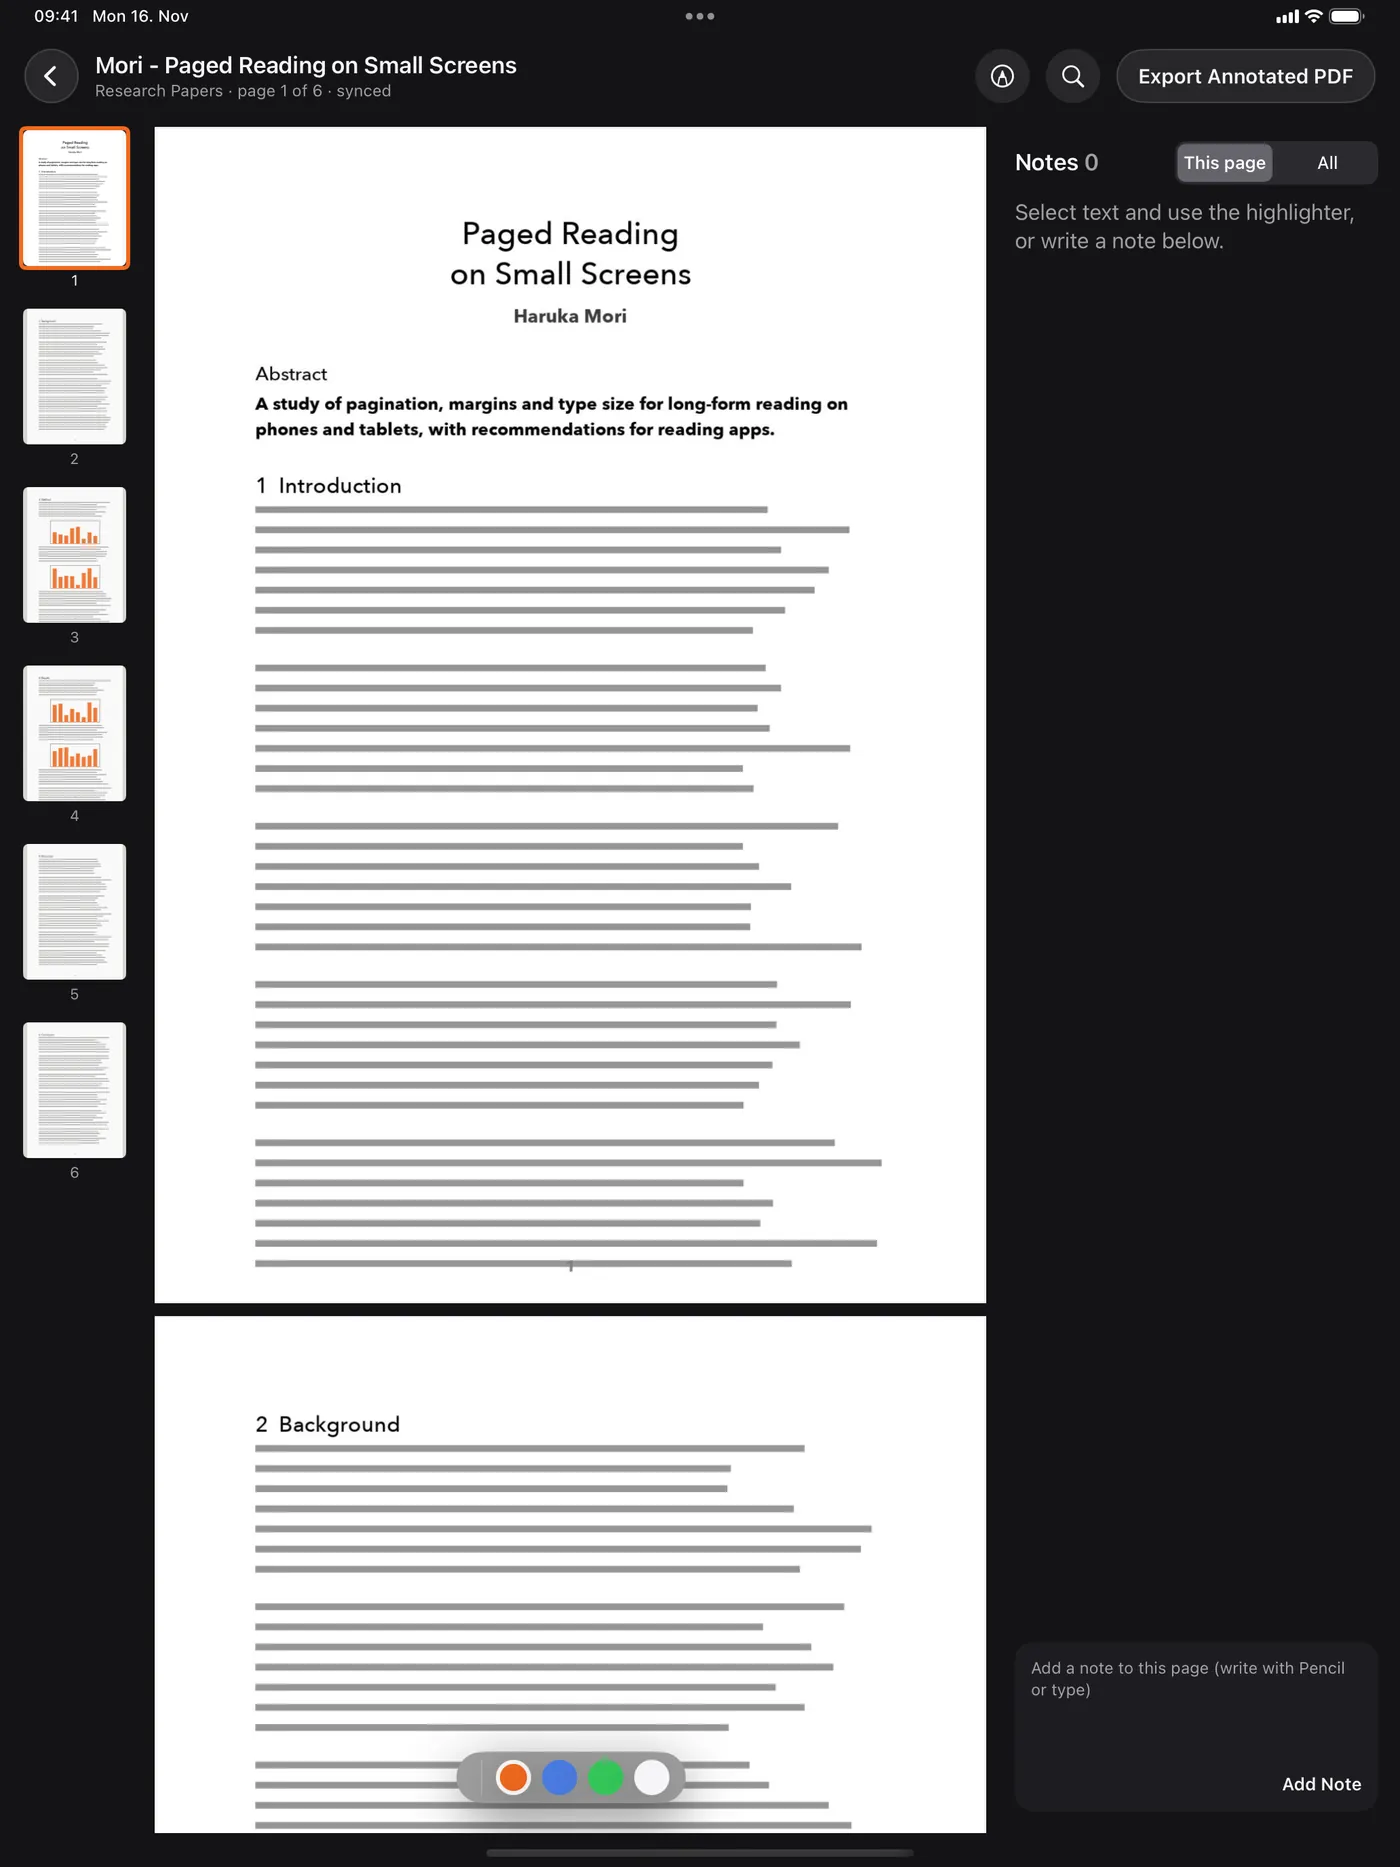 09:41 Mon 16. Nov
Mori - Paged Reading on Small Screens
Research Papers · page 1 of 6 · synced
Export Annotated PDF
1
2
3
4
5
6
Paged Reading
on Small Screens
Haruka Mori
Abstract
A study of pagination, margins and type size for long-form reading on
phones and tablets, with recommendations for reading apps.
1 Introduction
1
2 Background
Notes 0
This page
All
Select text and use the highlighter,
or write a note below.
Add a note to this page (write with Pencil
or type)
Add Note